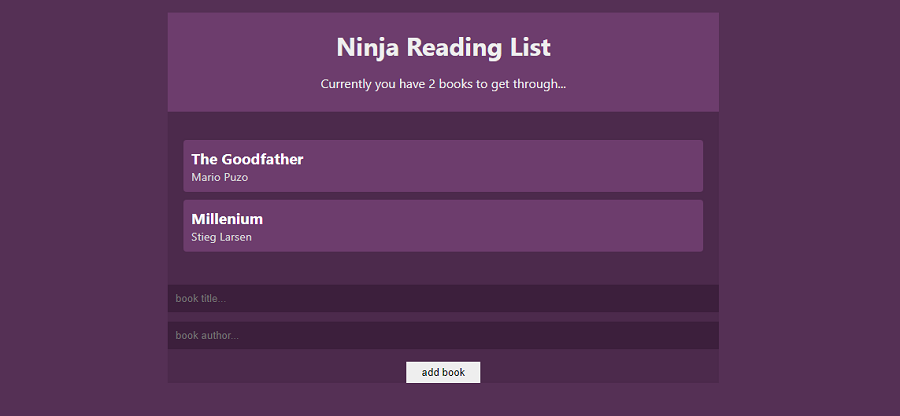 Ninja Reading List
Currently you have 2 books to get through...
The Goodfather
Mario Puzo
Millenium
Stieg Larsen
book title...
book author...
add book